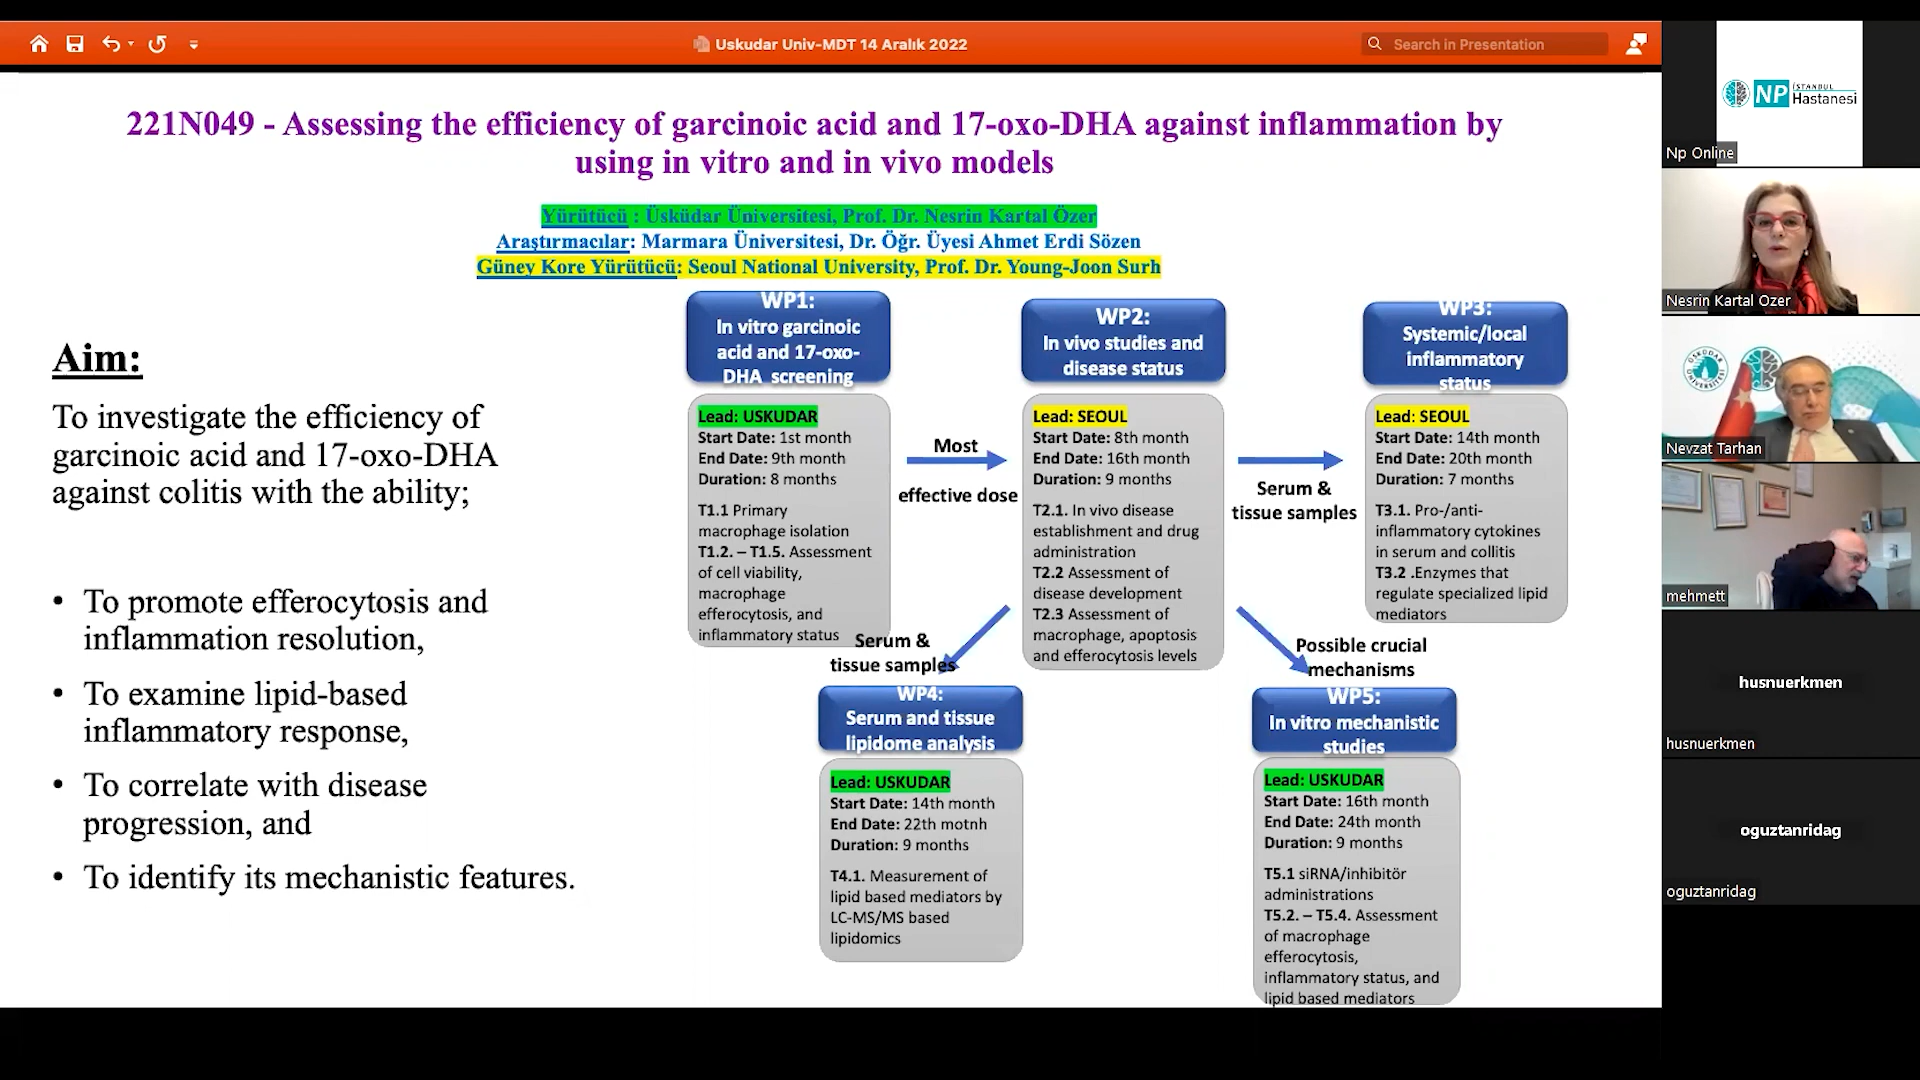 Uskudar Univ-MDT 14 Aralık 2022
Search in Presentation
221N049 - Assessing the efficiency of garcinoic acid and 17-oxo-DHA against inflammation by
using in vitro and in vivo models
Yürütücü : Üsküdar Üniversitesi, Prof. Dr. Nesrin Kartal Özer
Araştırmacılar: Marmara Üniversitesi, Dr. Öğr. Üyesi Ahmet Erdi Sözen
Güney Kore Yürütücü: Seoul National University, Prof. Dr. Young-Joon Surh
Aim:
To investigate the efficiency of
garcinoic acid and 17-oxo-DHA
against colitis with the ability;
• To promote efferocytosis and
inflammation resolution,
• To examine lipid-based
inflammatory response,
• To correlate with disease
progression, and
• To identify its mechanistic features.
WP1:
In vitro garcinoic
acid and 17-oxo-
DHA screening
Lead: USKUDAR
Start Date: 1st month
End Date: 9th month
Duration: 8 months
T1.1 Primary
macrophage isolation
T1.2. – T1.5. Assessment
of cell viability,
macrophage
efferocytosis, and
inflammatory status
Most
effective dose
WP2:
In vivo studies and
disease status
Lead: SEOUL
Start Date: 8th month
End Date: 16th month
Duration: 9 months
T2.1. In vivo disease
establishment and drug
administration
T2.2 Assessment of
disease development
T2.3 Assessment of
macrophage, apoptosis
and efferocytosis levels
Serum &
tissue samples
WP3:
Systemic/local
inflammatory
status
Lead: SEOUL
Start Date: 14th month
End Date: 20th month
Duration: 7 months
T3.1. Pro-/anti-
inflammatory cytokines
in serum and collitis
T3.2 .Enzymes that
regulate specialized lipid
mediators
Serum &
tissue samples
WP4:
Serum and tissue
lipidome analysis
Lead: USKUDAR
Start Date: 14th month
End Date: 22th motnh
Duration: 9 months
T4.1. Measurement of
lipid based mediators by
LC-MS/MS based
lipidomics
Possible crucial
mechanisms
WP5:
In vitro mechanistic
studies
Lead: USKUDAR
Start Date: 16th month
End Date: 24th month
Duration: 9 months
T5.1 siRNA/inhibitör
administrations
T5.2. – T5.4. Assessment
of macrophage
efferocytosis,
inflammatory status, and
lipid based mediators
NP İSTANBUL
Hastanesi
Np Online
Nesrin Kartal Ozer
Nevzat Tarhan
mehmett
husnuerkmen
husnuerkmen
oguztanridag
oguztanridag